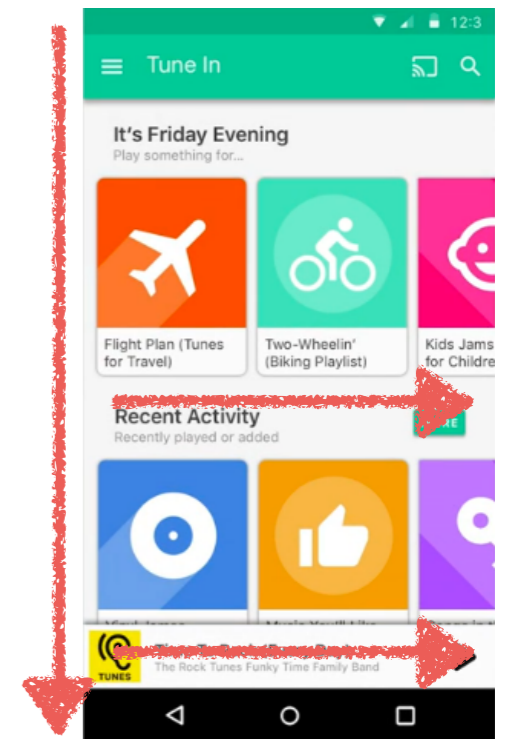 12:3
Tune In
It's Friday Evening
Play something for...
Flight Plan (Tunes
for Travel)
Two-Wheelin'
(Biking Playlist)
Kids Jams
for Childre
Recent Activity
Recently played or added
RE
TUNES
The Rock Tunes Funky Time Family Band